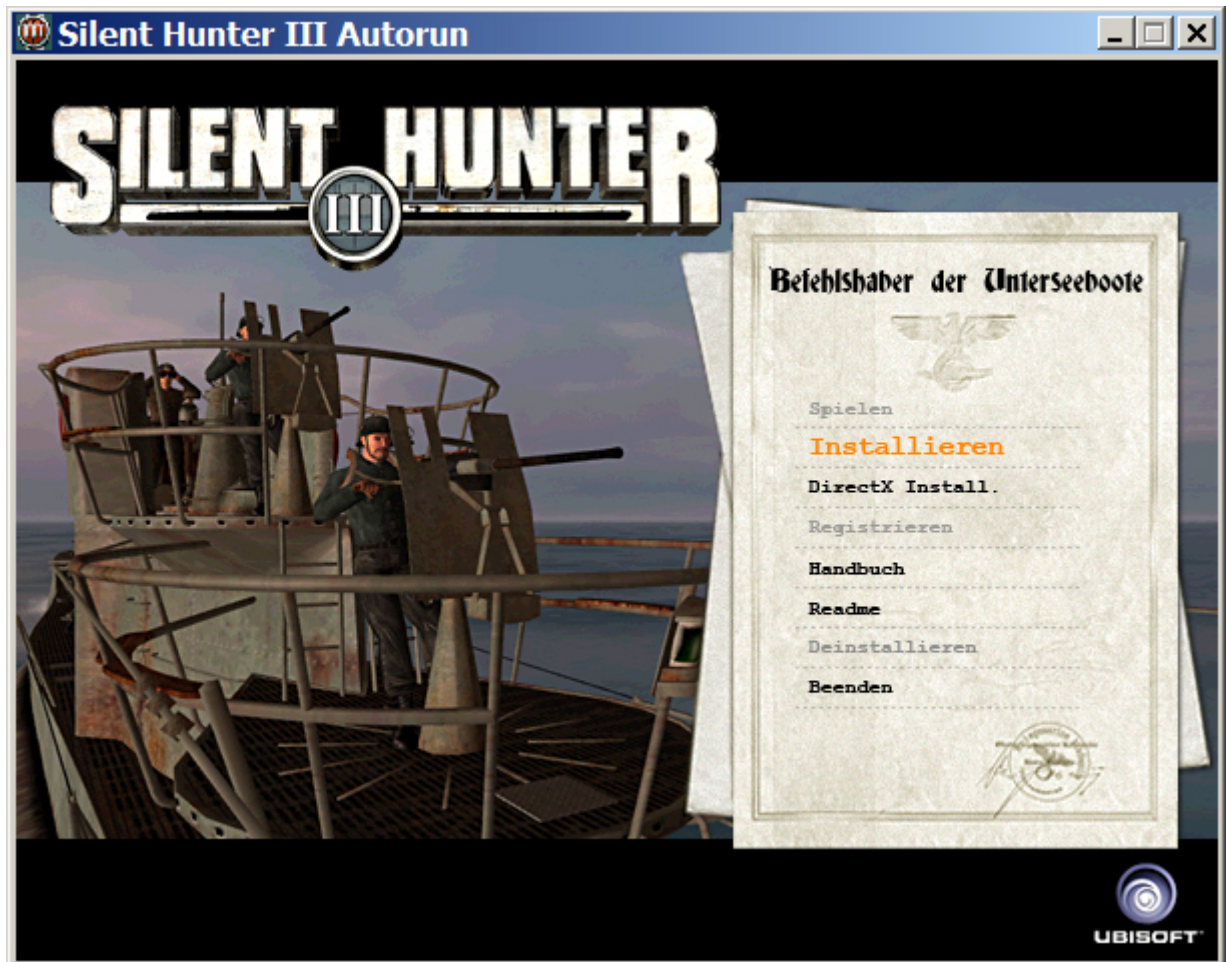 Silent Hunter III Autorun
SILENT HUNTER
III
Befehlshaber der Unterseeboote
Spielen
Installieren
DirectX Install.
Registrieren
Handbuch
Readme
Deinstallieren
Beenden
UBISOFT